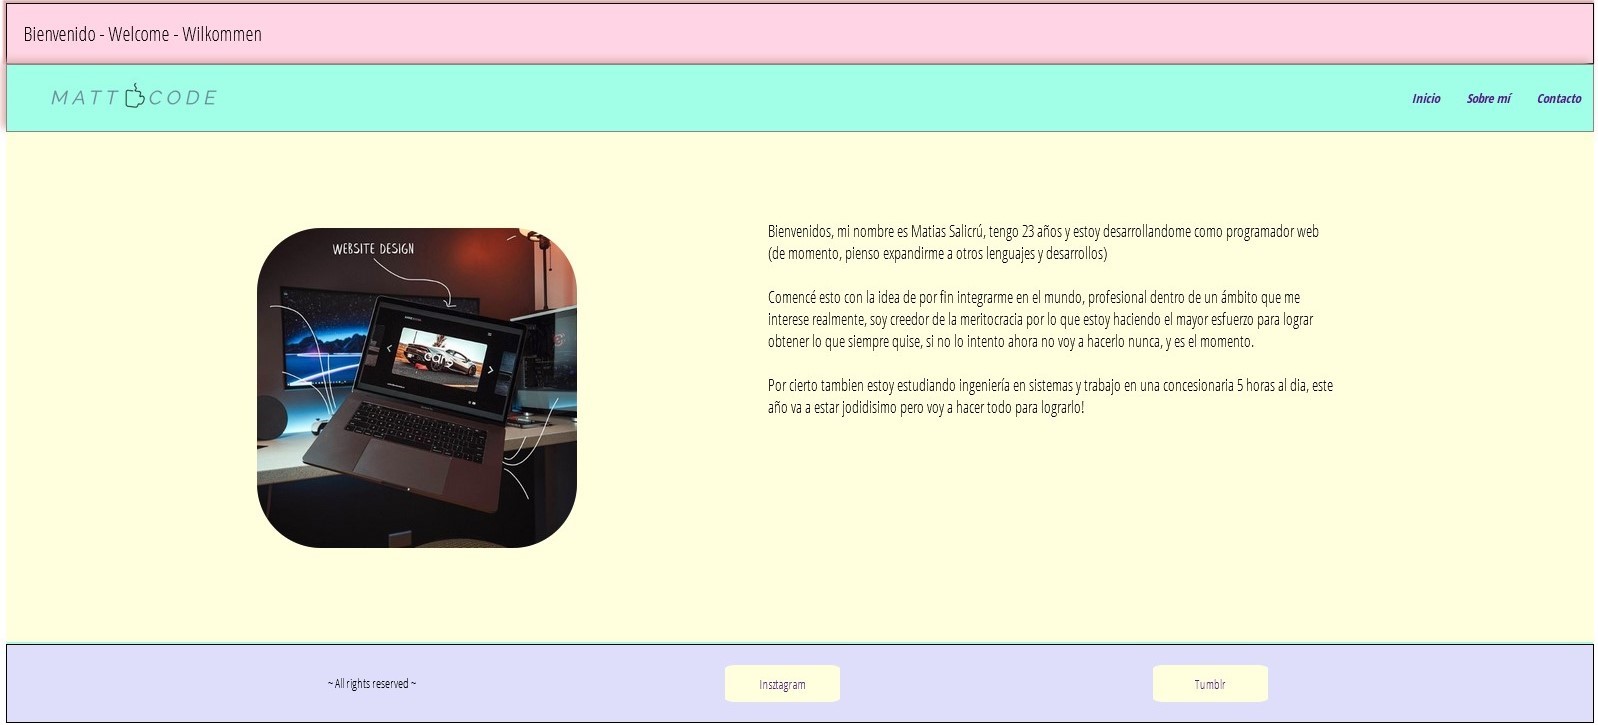 Bienvenido - Welcome - Wilkommen
MATT CODE
Inicio Sobre mí Contacto
WEBSITE DESIGN
cars
Bienvenidos, mi nombre es Matias Salicrú, tengo 23 años y estoy desarrollandome como programador web
(de momento, pienso expandirme a otros lenguajes y desarrollos)
Comencé esto con la idea de por fin integrarme en el mundo, profesional dentro de un ámbito que me
interese realmente, soy creedor de la meritocracia por lo que estoy haciendo el mayor esfuerzo para lograr
obtener lo que siempre quise, si no lo intento ahora no voy a hacerlo nunca, y es el momento.
Por cierto tambien estoy estudiando ingeniería en sistemas y trabajo en una concesionaria 5 horas al dia, este
año va a estar jodidisimo pero voy a hacer todo para lograrlo!
~ All rights reserved ~
Insztagram
Tumblr